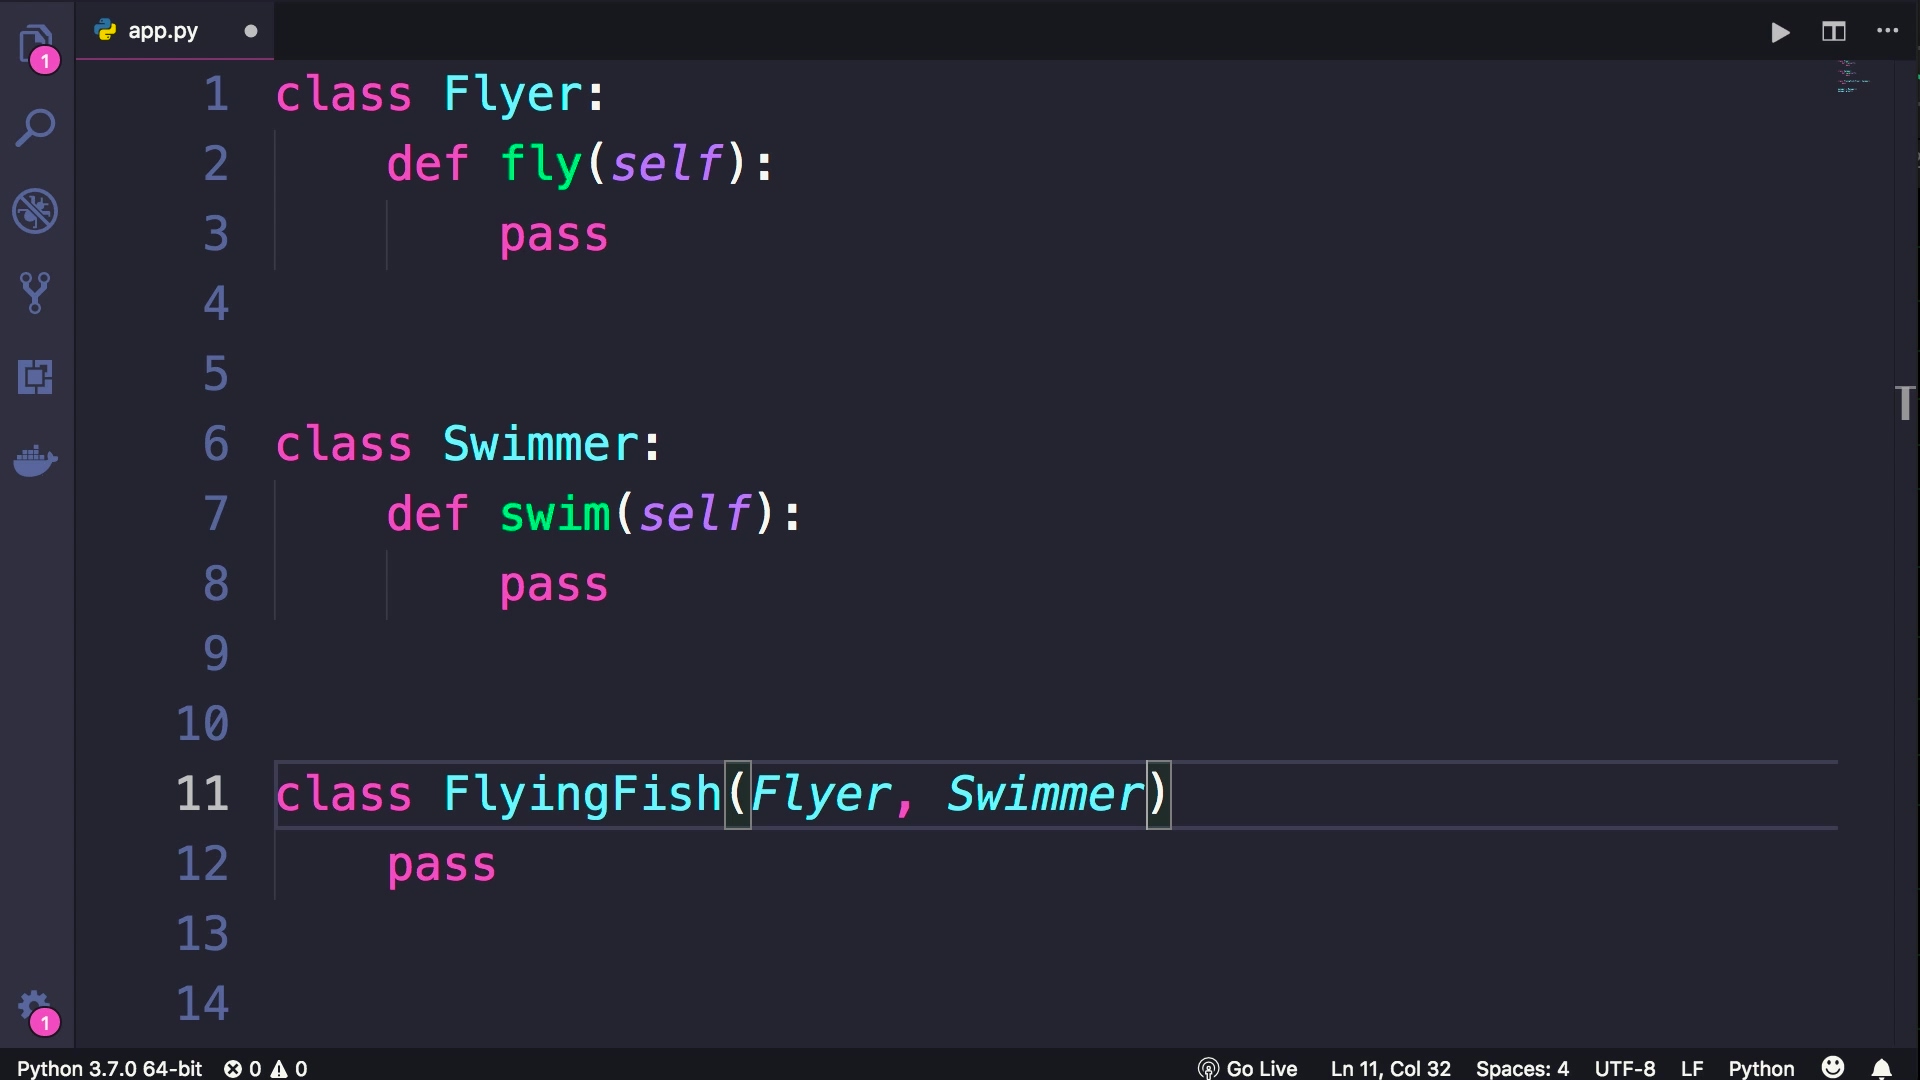 app.py
1
1 class Flyer:
2 def fly(self):
3 pass
4
5
6 class Swimmer:
7 def swim(self):
8 pass
9
10
11 class FlyingFish(Flyer, Swimmer)
12 pass
13
14
1
Python 3.7.0 64-bit 0 0 Go Live Ln 11, Col 32 Spaces: 4 UTF-8 LF Python